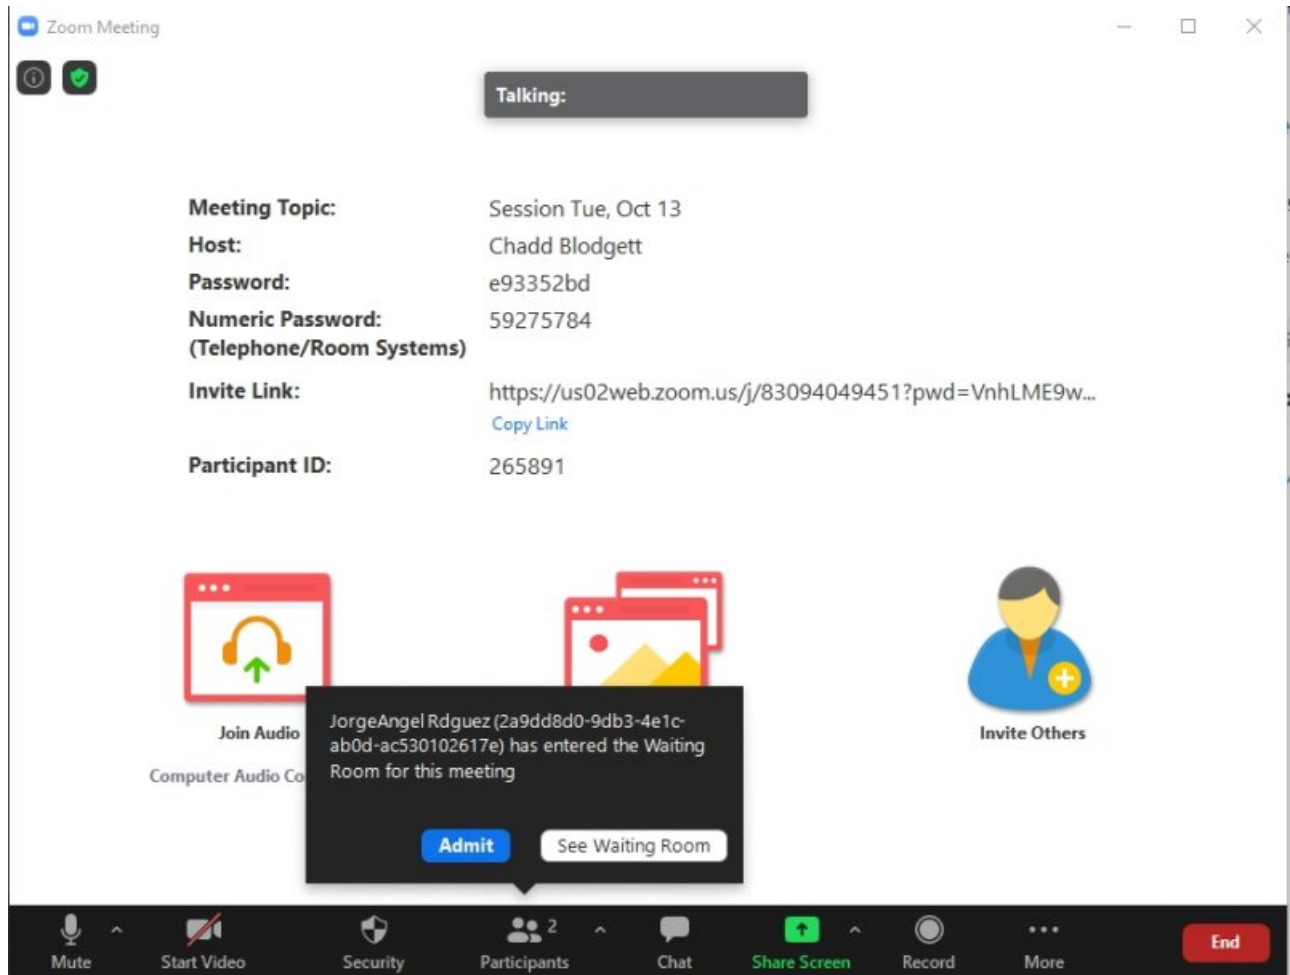 Zoom Meeting
Talking:
Meeting Topic: Session Tue, Oct 13
Host: Chadd Blodgett
Password: e93352bd
Numeric Password: 59275784
(Telephone/Room Systems)
Invite Link: https://us02web.zoom.us/j/83094049451?pwd=VnhLME9w...
Copy Link
Participant ID: 265891
Join Audio
Computer Audio Co
Invite Others
JorgeAngel Rdguez (2a9dd8d0-9db3-4e1c-
ab0d-ac530102617e) has entered the Waiting
Room for this meeting
Admit See Waiting Room
2
Mute Start Video Security Participants Chat Share Screen Record More End